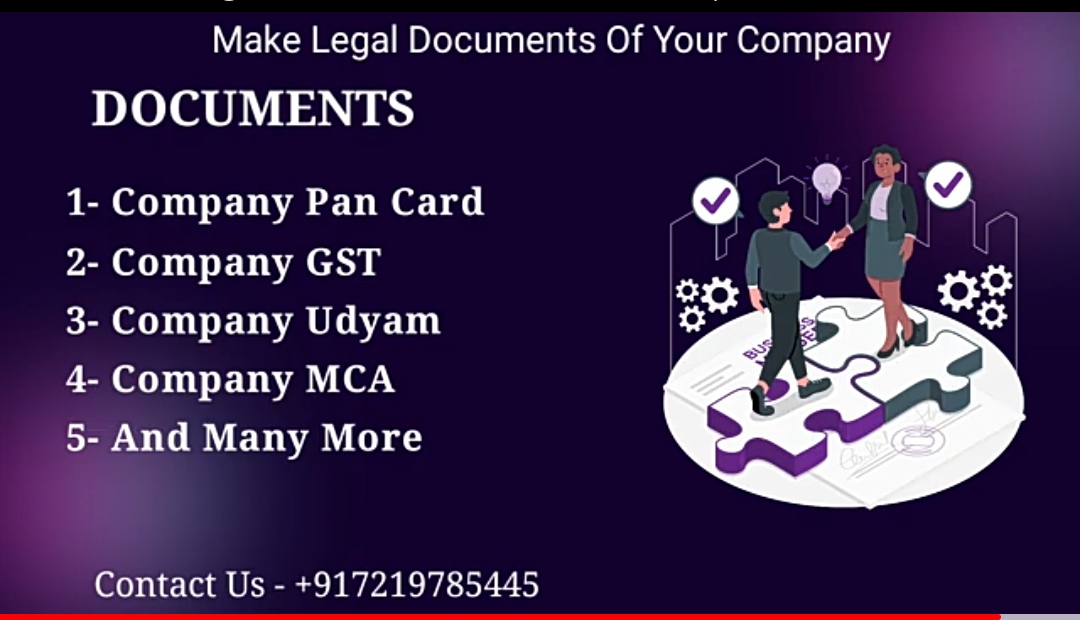 Make Legal Documents Of Your Company
DOCUMENTS
1- Company Pan Card
2- Company GST
3- Company Udyam
4- Company MCA
5- And Many More
Contact Us - +917219785445